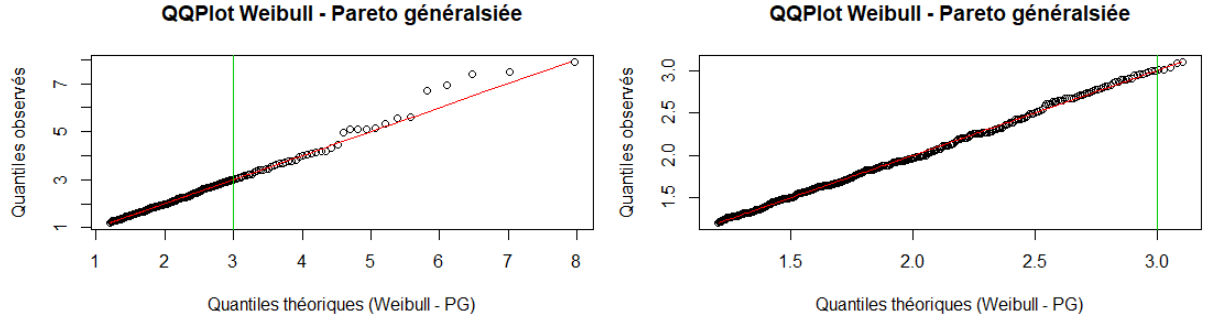 QQPlot Weibull - Pareto généralsiée
Quantiles observés
1
3
5
7
1 2 3 4 5 6 7 8
Quantiles théoriques (Weibull - PG)
QQPlot Weibull - Pareto généralsiée
Quantiles observés
1.5
2.0
2.5
3.0
1.5 2.0 2.5 3.0
Quantiles théoriques (Weibull - PG)